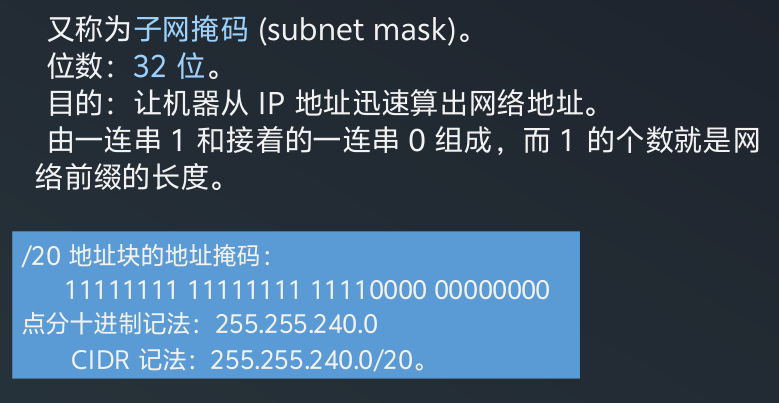 又称为子网掩码 (subnet mask)。
位数：32 位。
目的：让机器从 IP 地址迅速算出网络地址。
由一连串 1 和接着的一连串 0 组成，而 1 的个数就是网
络前缀的长度。
/20 地址块的地址掩码：
11111111 11111111 11110000 00000000
点分十进制记法：255.255.240.0
CIDR 记法：255.255.240.0/20。